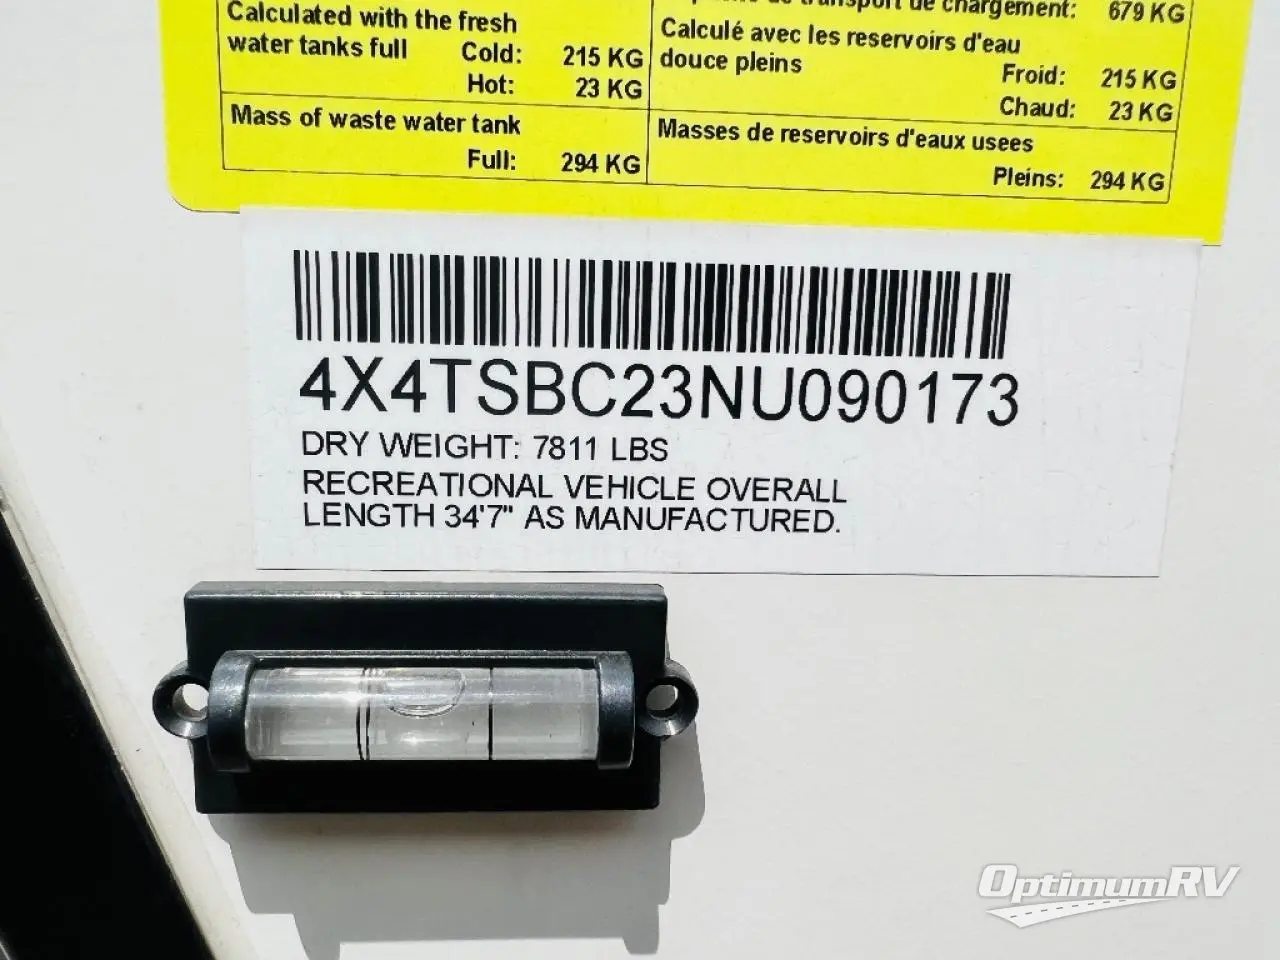 transport de chargement: 679 KG
Calculated with the fresh
water tanks full Cold: 215 KG
Hot: 23 KG
Calculé avec les reservoirs d'eau
douce pleins
Froid: 215 KG
Chaud: 23 KG
Mass of waste water tank
Full: 294 KG
Masses de reservoirs d'eaux usees
Pleins: 294 KG
4X4TSBC23NU090173
DRY WEIGHT: 7811 LBS
RECREATIONAL VEHICLE OVERALL
LENGTH 34'7" AS MANUFACTURED.
OptimumRV